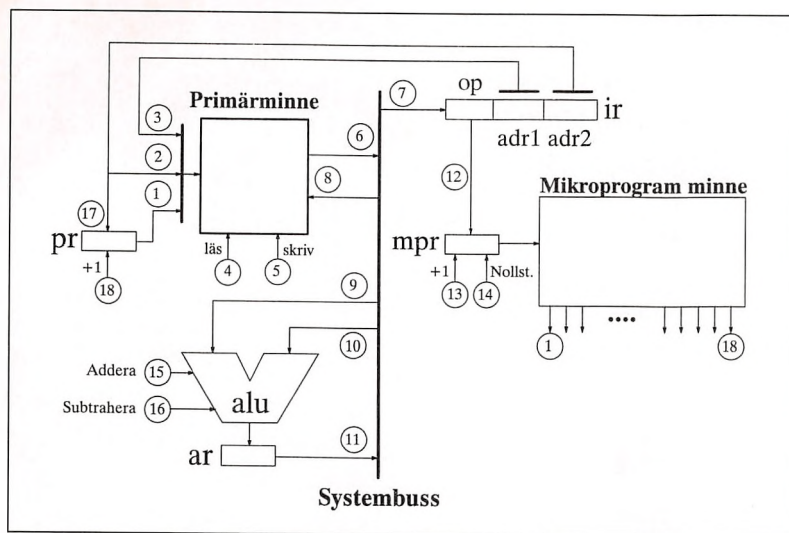 op
7
ir
Primärminne
adr1 adr2
3
6
2
8
12
1
Mikroprogram minne
17
pr
mpr
läs
skriv
+1
4
5
+1
Nollst.
18
13
14
9
10
1
18
Addera 15
Subtrahera 16
alu
11
ar
Systembuss